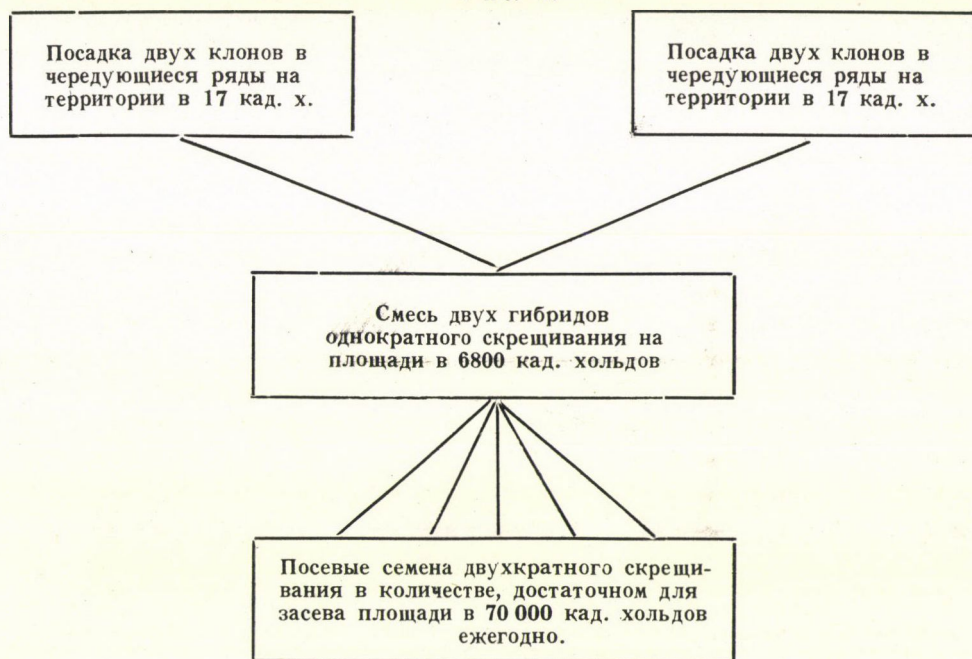 Посадка двух клонов в
чередующиеся ряды на
территории в 17 кад. х.
Посадка двух клонов в
чередующиеся ряды на
территории в 17 кад. х.
Смесь двух гибридов
однократного скрещивания на
площади в 6800 кад. хольдов
Посевые семена двухкратного скрещи-
вания в количестве, достаточном для
засева площади в 70 000 кад. хольдов
ежегодно.